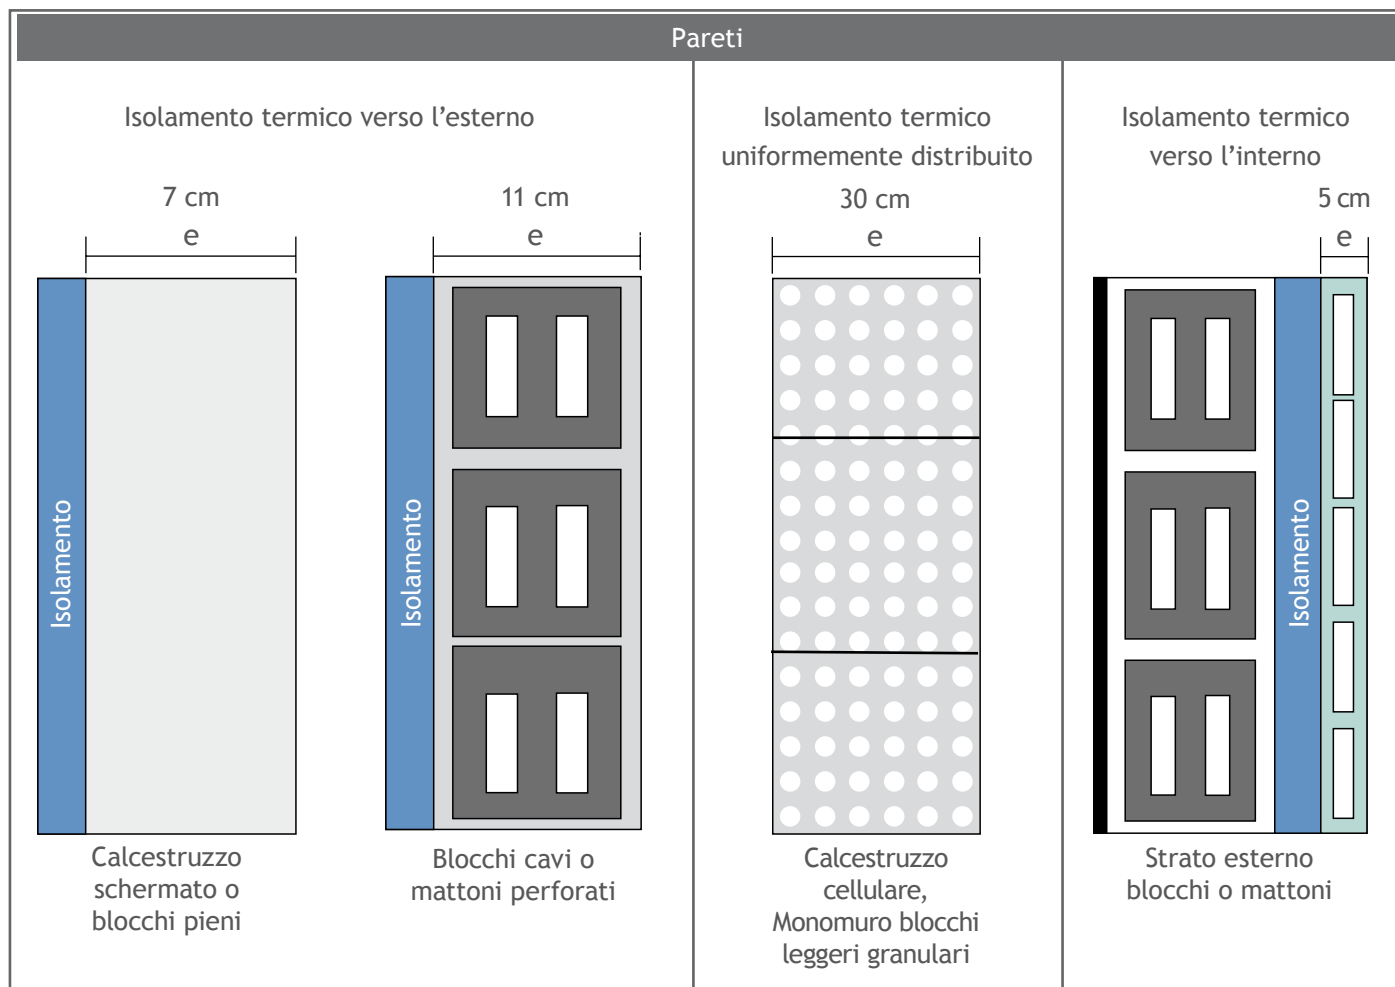 Pareti
Isolamento termico verso l’esterno
7 cm
e
11 cm
e
Isolamento
Isolamento
Calcestruzzo
schermato o
blocchi pieni
Blocchi cavi o
mattoni perforati
Isolamento termico
uniformemente distribuito
30 cm
e
Calcestruzzo
cellulare,
Monomuro blocchi
leggeri granulari
Isolamento termico
verso l’interno
5 cm
e
Isolamento
Strato esterno
blocchi o mattoni